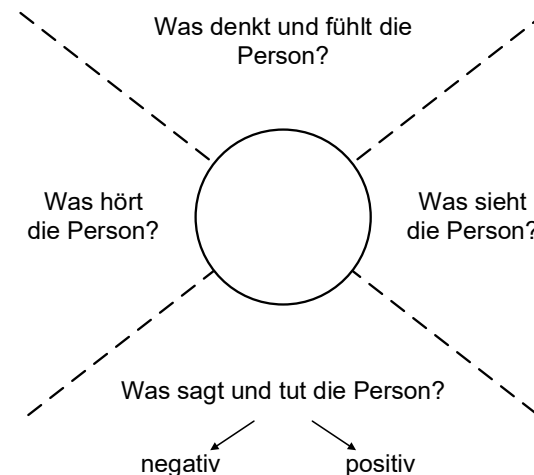 Was denkt und fühlt die
Person?
Was hört
die Person?
Was sieht
die Person?
Was sagt und tut die Person?
negativ
positiv